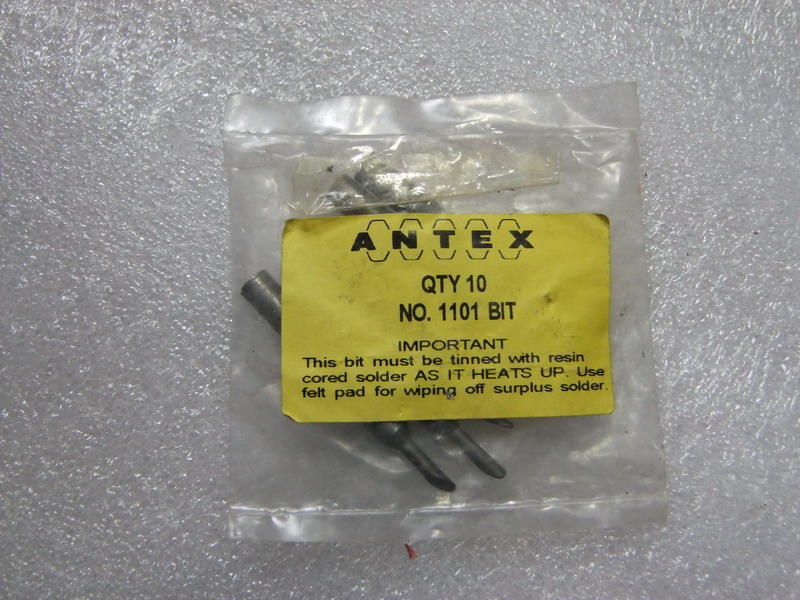 ANTEX
QTY 10
NO. 1101 BIT
IMPORTANT
This bit must be tinned with resin
cored solder AS IT HEATS UP. Use
felt pad for wiping off surplus solder.